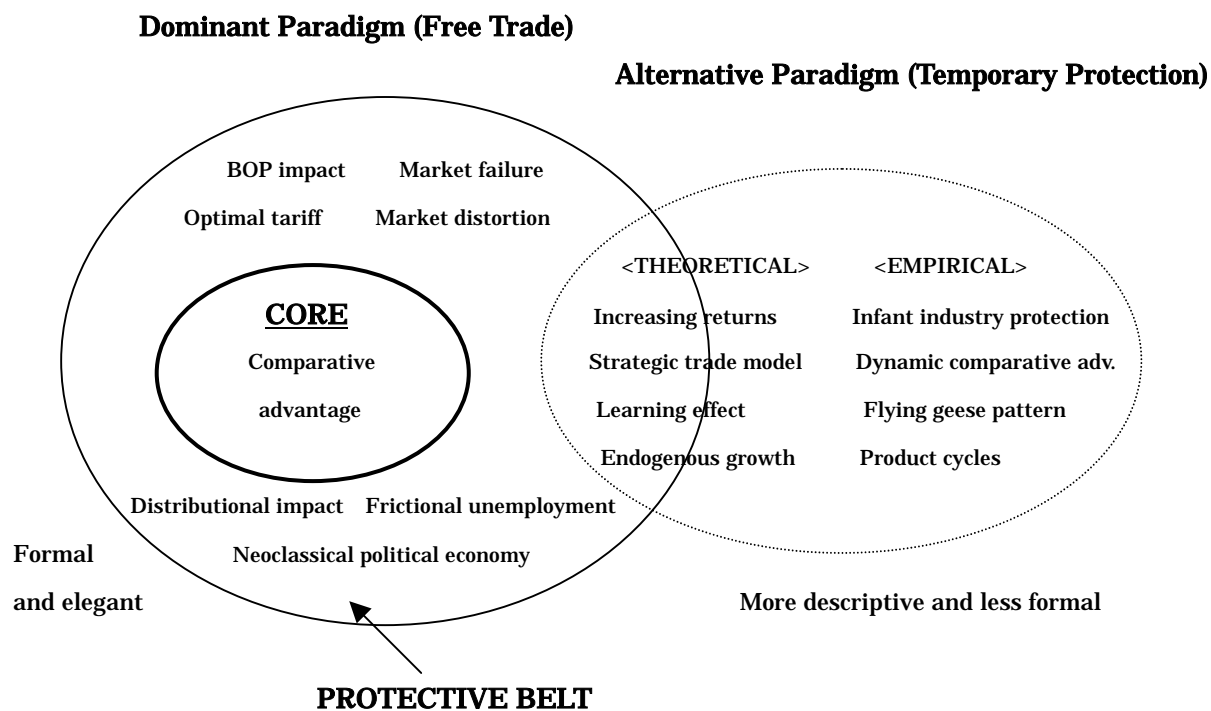 Dominant Paradigm (Free Trade)
Alternative Paradigm (Temporary Protection)
BOP impact Market failure
Optimal tariff Market distortion
<THEORETICAL> <EMPIRICAL>
CORE
Increasing returns Infant industry protection
Comparative
Strategic trade model Dynamic comparative adv.
advantage
Learning effect Flying geese pattern
Endogenous growth Product cycles
Distributional impact Frictional unemployment
Formal
Neoclassical political economy
and elegant
More descriptive and less formal
PROTECTIVE BELT